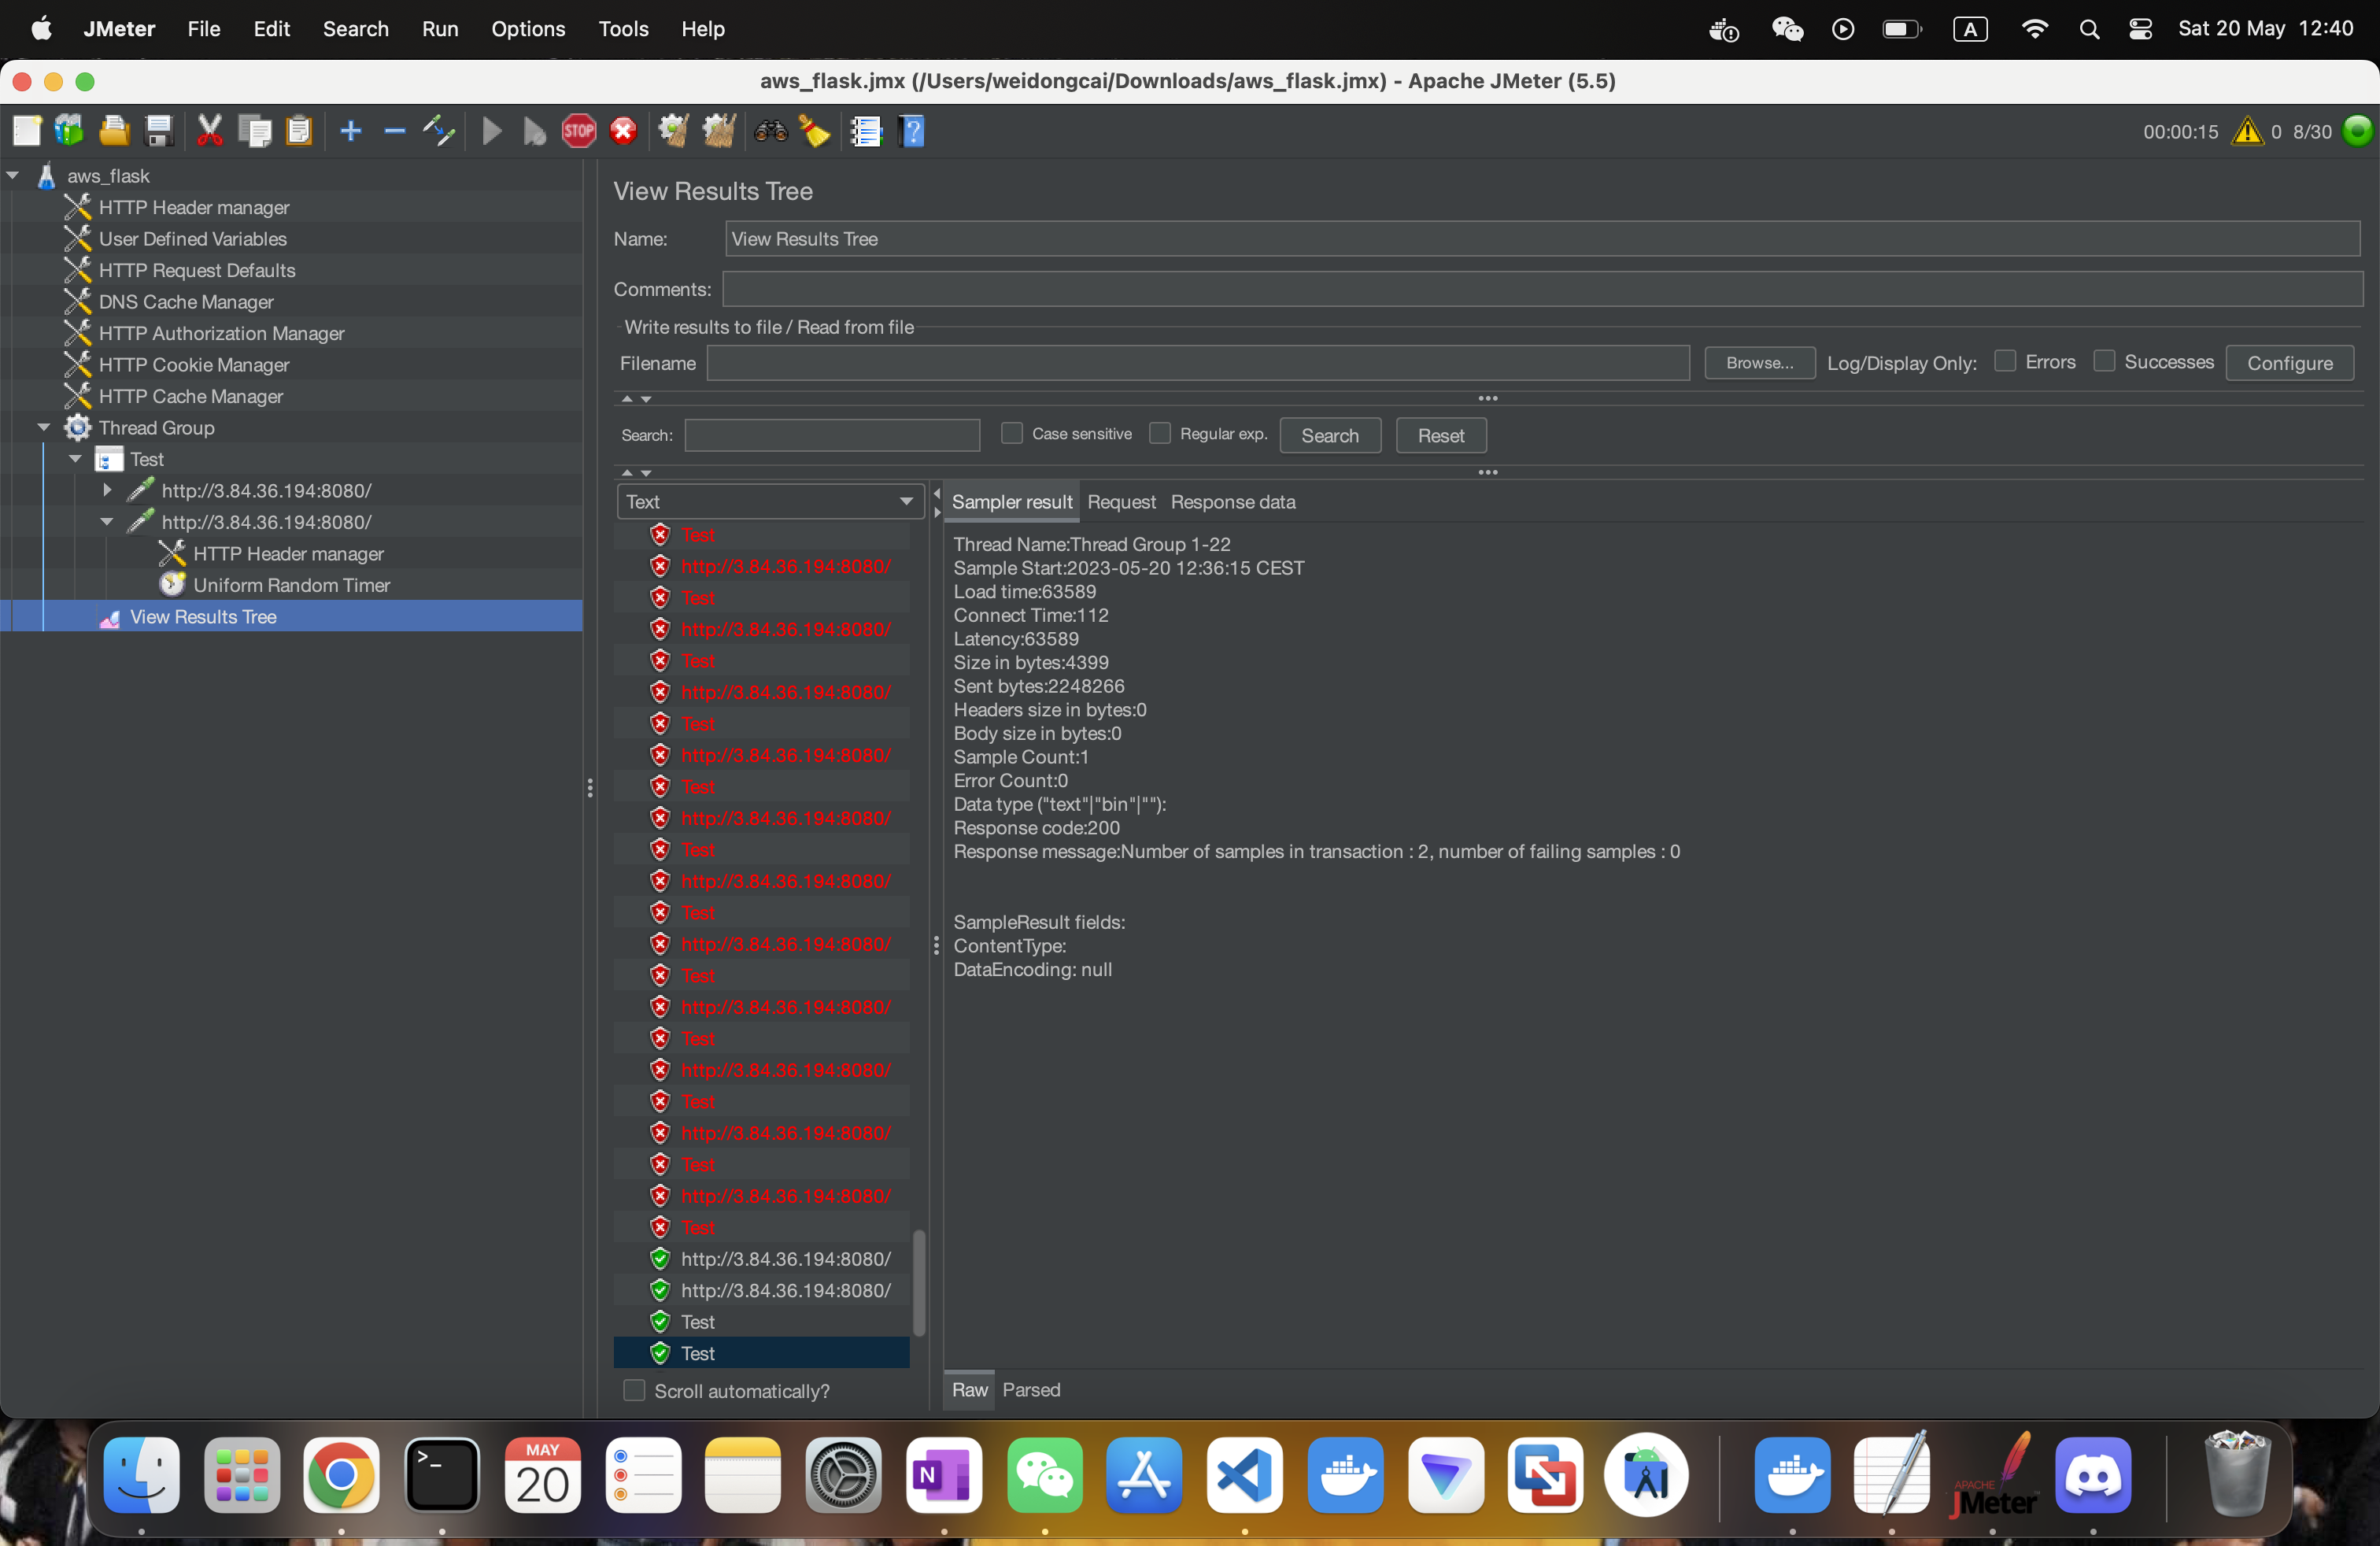 JMeter File Edit Search Run Options Tools Help A Sat 20 May 12:40
aws_flask.jmx (/Users/weidongcai/Downloads/aws_flask.jmx) - Apache JMeter (5.5)
STOP ? 00:00:15 0 8/30
aws_flask
HTTP Header manager
User Defined Variables
HTTP Request Defaults
DNS Cache Manager
HTTP Authorization Manager
HTTP Cookie Manager
HTTP Cache Manager
Thread Group
Test
http://3.84.36.194:8080/
http://3.84.36.194:8080/
HTTP Header manager
Uniform Random Timer
View Results Tree
View Results Tree
Name: View Results Tree
Comments:
Write results to file / Read from file
Filename Browse... Log/Display Only: Errors Successes Configure
Search: Case sensitive Regular exp. Search Reset
Text
Test
http://3.84.36.194:8080/
Test
http://3.84.36.194:8080/
Test
http://3.84.36.194:8080/
Test
http://3.84.36.194:8080/
Test
http://3.84.36.194:8080/
Test
http://3.84.36.194:8080/
Test
http://3.84.36.194:8080/
Test
http://3.84.36.194:8080/
Test
http://3.84.36.194:8080/
Test
http://3.84.36.194:8080/
Test
http://3.84.36.194:8080/
Test
http://3.84.36.194:8080/
http://3.84.36.194:8080/
Test
Test
Scroll automatically?
Sampler result Request Response data
Thread Name:Thread Group 1-22
Sample Start:2023-05-20 12:36:15 CEST
Load time:63589
Connect Time:112
Latency:63589
Size in bytes:4399
Sent bytes:2248266
Headers size in bytes:0
Body size in bytes:0
Sample Count:1
Error Count:0
Data type ("text"|"bin"|""):
Response code:200
Response message:Number of samples in transaction : 2, number of failing samples : 0
SampleResult fields:
ContentType:
DataEncoding: null
Raw Parsed
>_
MAY
20
N
APACHE
JMeter